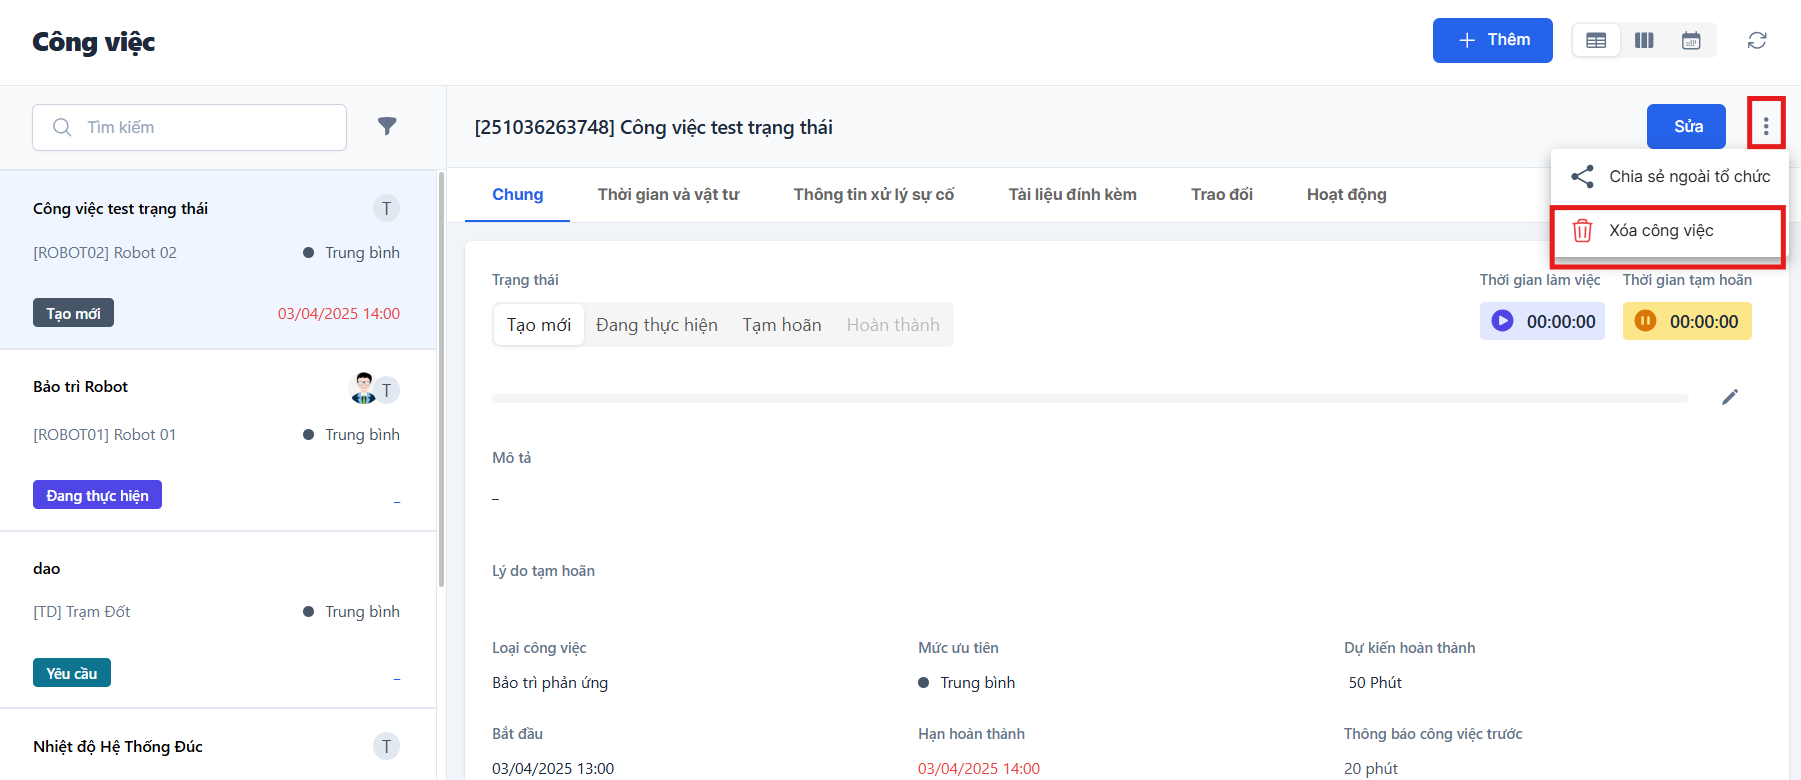 Công việc
Thêm
Tìm kiếm
[251036263748] Công việc test trạng thái
Sửa
Chia sẻ ngoài tổ chức
Xóa công việc
Chung
Thời gian và vật tư
Thông tin xử lý sự cố
Tài liệu đính kèm
Trao đổi
Hoạt động
Công việc test trạng thái
T
[ROBOT02] Robot 02
Trung bình
Tạo mới
03/04/2025 14:00
Bảo trì Robot
T
[ROBOT01] Robot 01
Trung bình
Đang thực hiện
–
dao
[TD] Trạm Đốt
Trung bình
Yêu cầu
–
Nhiệt độ Hệ Thống Đúc
T
Trạng thái
Thời gian làm việc
Thời gian tạm hoãn
Tạo mới
Đang thực hiện
Tạm hoãn
Hoàn thành
00:00:00
00:00:00
Mô tả
–
Lý do tạm hoãn
Loại công việc
Mức ưu tiên
Dự kiến hoàn thành
Bảo trì phản ứng
Trung bình
50 Phút
Bắt đầu
Hạn hoàn thành
Thông báo công việc trước
03/04/2025 13:00
03/04/2025 14:00
20 phút